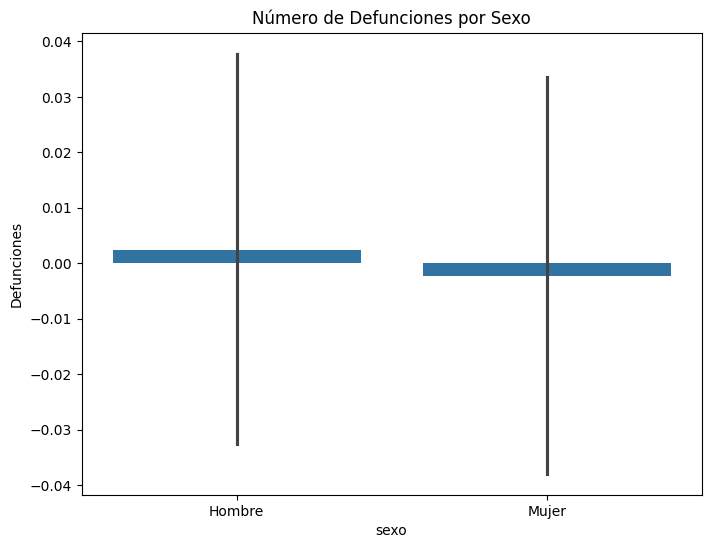 Número de Defunciones por Sexo
Defunciones
0.04
0.03
0.02
0.01
0.00
−0.01
−0.02
−0.03
−0.04
Hombre
Mujer
sexo